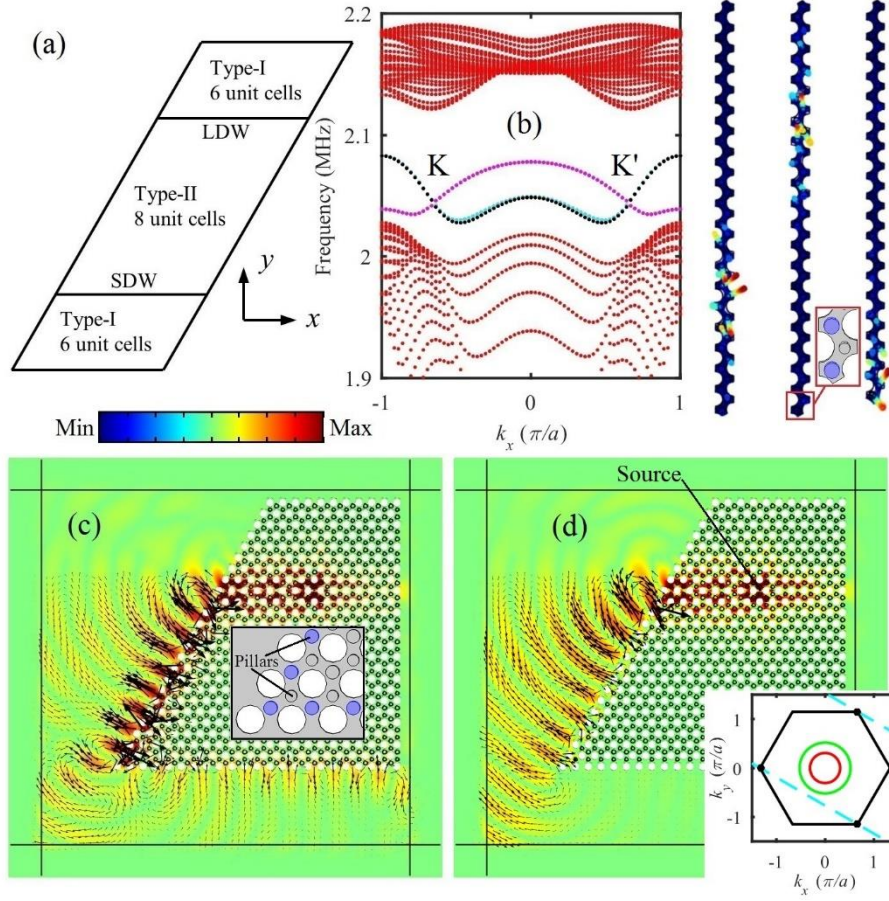 (a)
Type-I
6 unit cells
LDW
Type-II
8 unit cells
SDW
Type-I
6 unit cells
y
x
Min
Max
2.2
2.1
2
1.9
Frequency (MHz)
(b)
K
K'
-1
0
1
k_x (π/a)
(c)
Pillars
(d)
Source
1
0
-1
k_y (π/a)
-1
0
1
k_x (π/a)